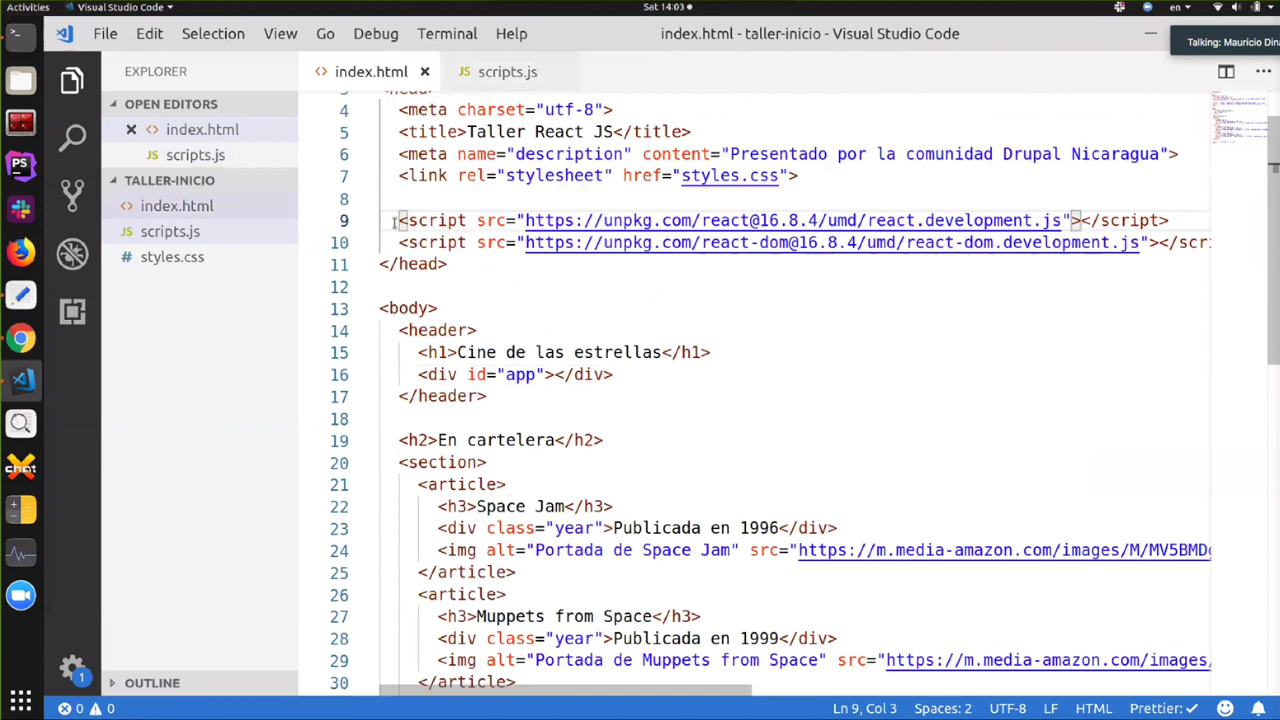 Activities Visual Studio Code Sat 14:03 en
File Edit Selection View Go Debug Terminal Help index.html - taller-inicio - Visual Studio Code
Talking: Mauricio Dina
EXPLORER
OPEN EDITORS
index.html
scripts.js
TALLER-INICIO
index.html
scripts.js
styles.css
OUTLINE
index.html scripts.js
4 <meta charset="utf-8">
5 <title>Taller React JS</title>
6 <meta name="description" content="Presentado por la comunidad Drupal Nicaragua">
7 <link rel="stylesheet" href="styles.css">
8
9 <script src="https://unpkg.com/react@16.8.4/umd/react.development.js"></script>
10 <script src="https://unpkg.com/react-dom@16.8.4/umd/react-dom.development.js"></scri
11 </head>
12
13 <body>
14 <header>
15 <h1>Cine de las estrellas</h1>
16 <div id="app"></div>
17 </header>
18
19 <h2>En cartelera</h2>
20 <section>
21 <article>
22 <h3>Space Jam</h3>
23 <div class="year">Publicada en 1996</div>
24 <img alt="Portada de Space Jam" src="https://m.media-amazon.com/images/M/MV5BMD
25 </article>
26 <article>
27 <h3>Muppets from Space</h3>
28 <div class="year">Publicada en 1999</div>
29 <img alt="Portada de Muppets from Space" src="https://m.media-amazon.com/images/
30 </article>
PS
chat
1
0 0 Ln 9, Col 3 Spaces: 2 UTF-8 LF HTML Prettier: